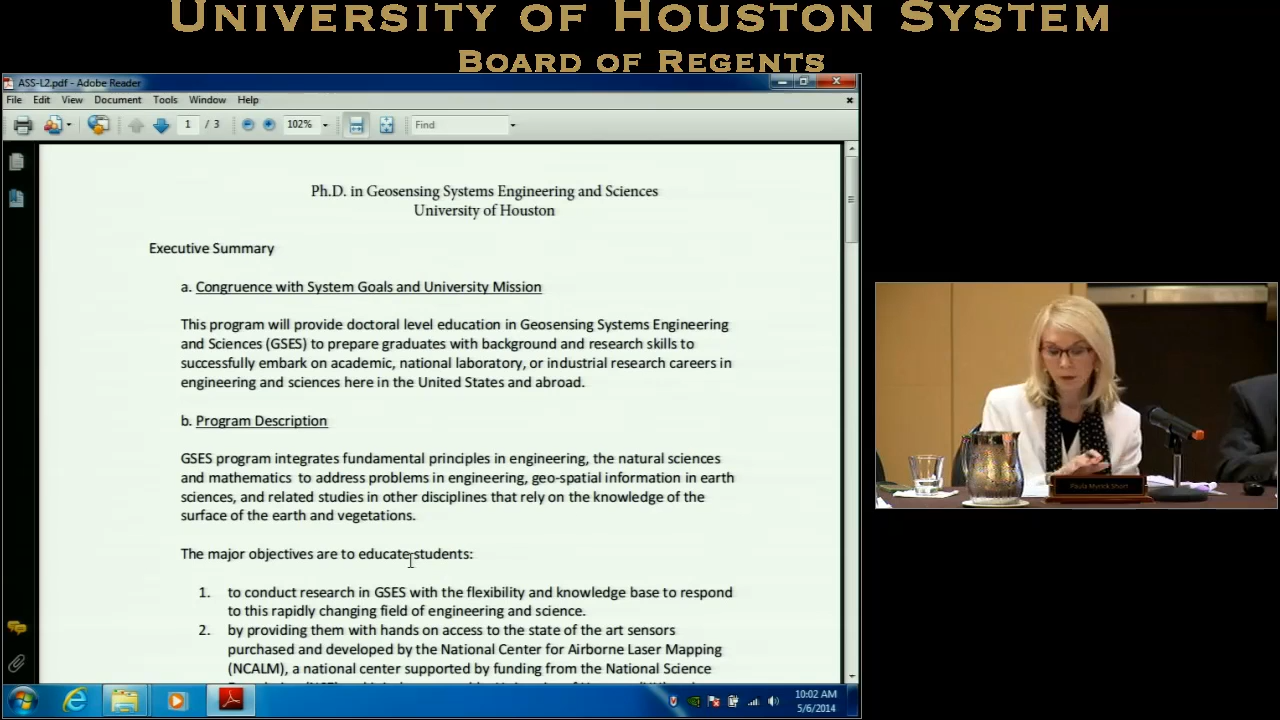 University of Houston System
Board of Regents
ASS-L2.pdf - Adobe Reader
File Edit View Document Tools Window Help
1 / 3 102% Find
Ph.D. in Geosensing Systems Engineering and Sciences
University of Houston
Executive Summary
a. Congruence with System Goals and University Mission
This program will provide doctoral level education in Geosensing Systems Engineering
and Sciences (GSES) to prepare graduates with background and research skills to
successfully embark on academic, national laboratory, or industrial research careers in
engineering and sciences here in the United States and abroad.
b. Program Description
GSES program integrates fundamental principles in engineering, the natural sciences
and mathematics to address problems in engineering, geo-spatial information in earth
sciences, and related studies in other disciplines that rely on the knowledge of the
surface of the earth and vegetations.
The major objectives are to educate students:
1. to conduct research in GSES with the flexibility and knowledge base to respond
to this rapidly changing field of engineering and science.
2. by providing them with hands on access to the state of the art sensors
purchased and developed by the National Center for Airborne Laser Mapping
(NCALM), a national center supported by funding from the National Science
Paula Myrick Short
10:02 AM
5/6/2014